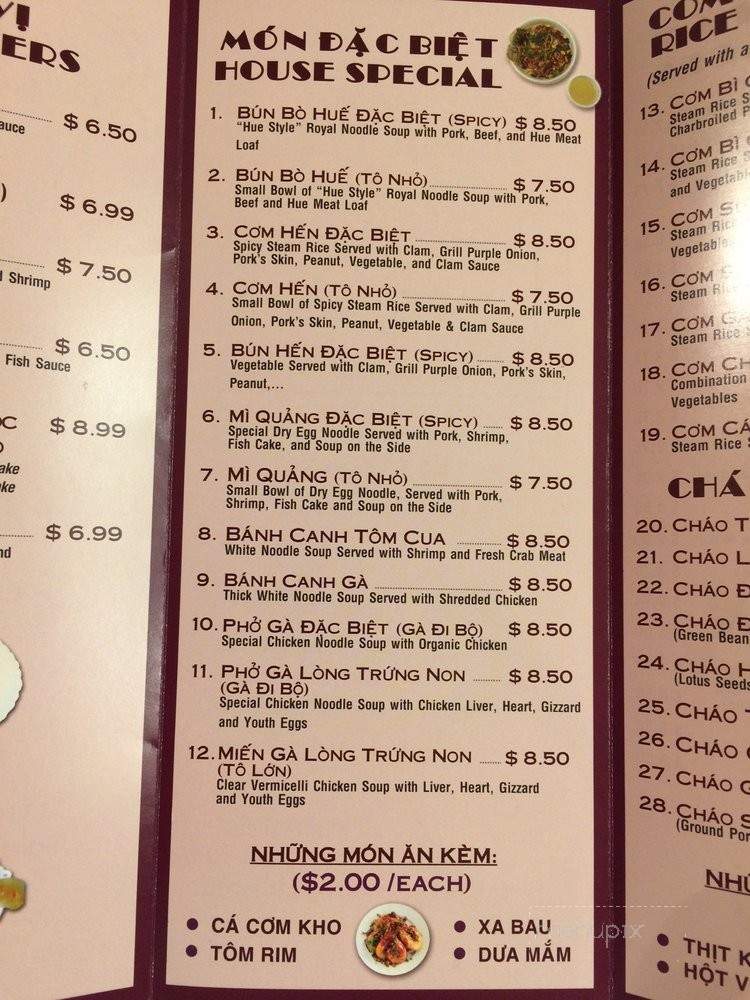 VỊ
ERS
auce
$ 6.50
)
$ 6.99
$ 7.50
Shrimp
$ 6.50
Fish Sauce
$ 8.99
ake
ke
$ 6.99
nd
MÓN ĐẶC BIỆT
HOUSE SPECIAL
1. BÚN BÒ HUẾ ĐẶC BIỆT (SPICY) $ 8.50
"Hue Style" Royal Noodle Soup with Pork, Beef, and Hue Meat
Loaf
2. BÚN BÒ HUẾ (TÔ NHỎ) $ 7.50
Small Bowl of "Hue Style" Royal Noodle Soup with Pork,
Beef and Hue Meat Loaf
3. CƠM HẾN ĐẶC BIỆT $ 8.50
Spicy Steam Rice Served with Clam, Grill Purple Onion,
Pork's Skin, Peanut, Vegetable, and Clam Sauce
4. CƠM HẾN (TÔ NHỎ) $ 7.50
Small Bowl of Spicy Steam Rice Served with Clam, Grill Purple
Onion, Pork's Skin, Peanut, Vegetable & Clam Sauce
5. BÚN HẾN ĐẶC BIỆT (SPICY) $ 8.50
Vegetable Served with Clam, Grill Purple Onion, Pork's Skin,
Peanut,...
6. MÌ QUẢNG ĐẶC BIỆT (SPICY) $ 8.50
Special Dry Egg Noodle Served with Pork, Shrimp,
Fish Cake, and Soup on the Side
7. MÌ QUẢNG (TÔ NHỎ) $ 7.50
Small Bowl of Dry Egg Noodle, Served with Pork,
Shrimp, Fish Cake and Soup on the Side
8. BÁNH CANH TÔM CUA $ 8.50
White Noodle Soup Served with Shrimp and Fresh Crab Meat
9. BÁNH CANH GÀ $ 8.50
Thick White Noodle Soup Served with Shredded Chicken
10. PHỞ GÀ ĐẶC BIỆT (GÀ ĐI BỘ) $ 8.50
Special Chicken Noodle Soup with Organic Chicken
11. PHỞ GÀ LÒNG TRỨNG NON $ 8.50
(GÀ ĐI BỘ)
Special Chicken Noodle Soup with Chicken Liver, Heart, Gizzard
and Youth Eggs
12. MIẾN GÀ LÒNG TRỨNG NON $ 8.50
(TÔ LỚN)
Clear Vermicelli Chicken Soup with Liver, Heart, Gizzard
and Youth Eggs
NHỮNG MÓN ĂN KÈM:
($2.00 /EACH)
• CÁ CƠM KHO
• TÔM RIM
• XA BAU
• DƯA MẮM
CƠM
RICE
(Served with a
13. CƠM BÌ
Steam Rice S
Charbroiled P
14. CƠM BÌ
Steam Rice
and Vegetabl
15. CƠM S
Steam Ric
Vegetable
16. CƠM S
Steam Ri
17. CƠM GÀ
Steam Rice
18. CƠM CH
Combination
Vegetables
19. CƠM CÁ
Steam Rice
CHÁ
20. CHÁO T
21. CHÁO L
22. CHÁO Đ
23. CHÁO Đ
(Green Bean
24. CHÁO H
(Lotus Seeds
25. CHÁO
26. CHÁO
27. CHÁO G
28. CHÁO S
(Ground Por
NHỮ
• THỊT K
• HỘT V